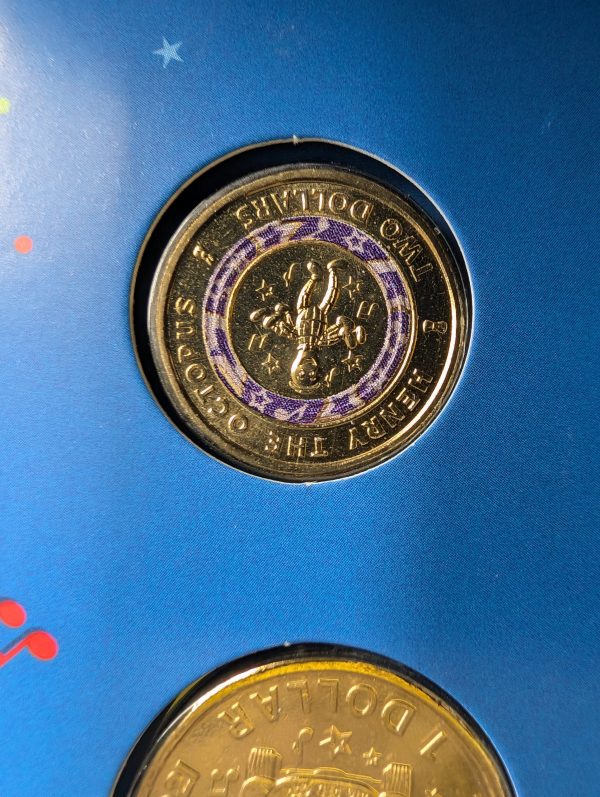 TWO DOLLARS
HENRY THE OCTOPUS
1 DOLLAR